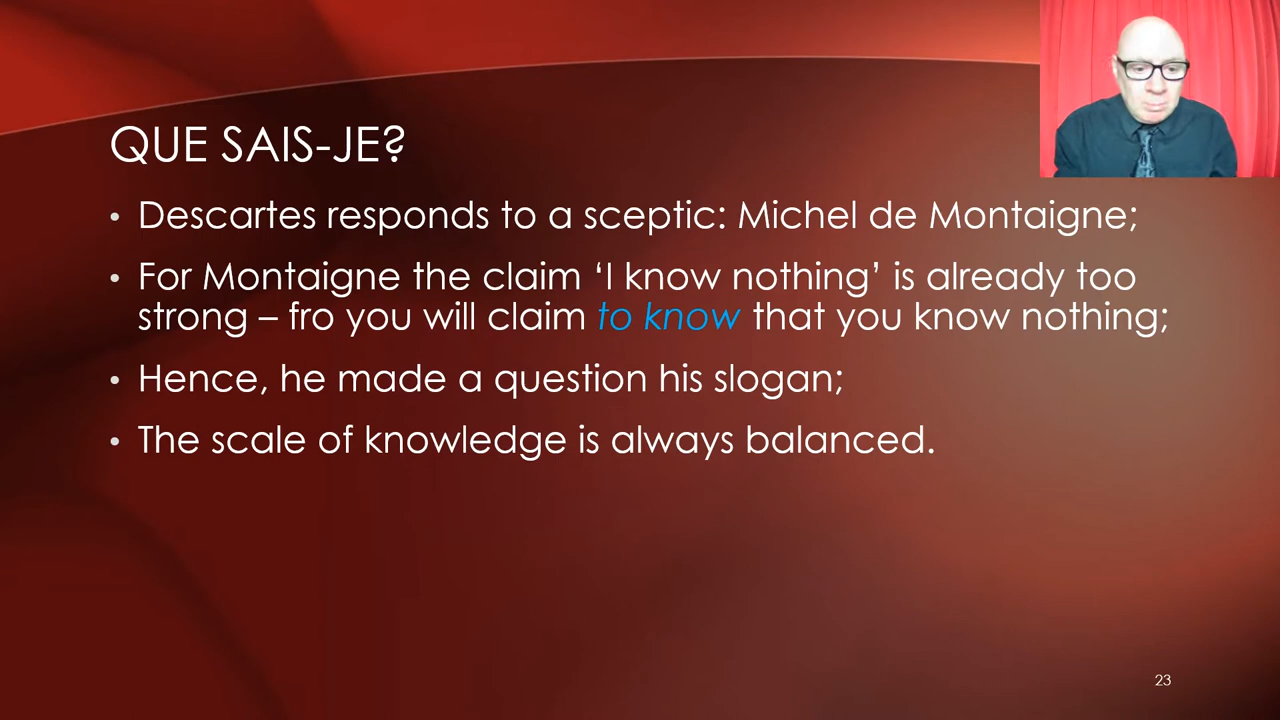 QUE SAIS-JE?
• Descartes responds to a sceptic: Michel de Montaigne;
• For Montaigne the claim ‘I know nothing’ is already too
strong – fro you will claim to know that you know nothing;
• Hence, he made a question his slogan;
• The scale of knowledge is always balanced.
23